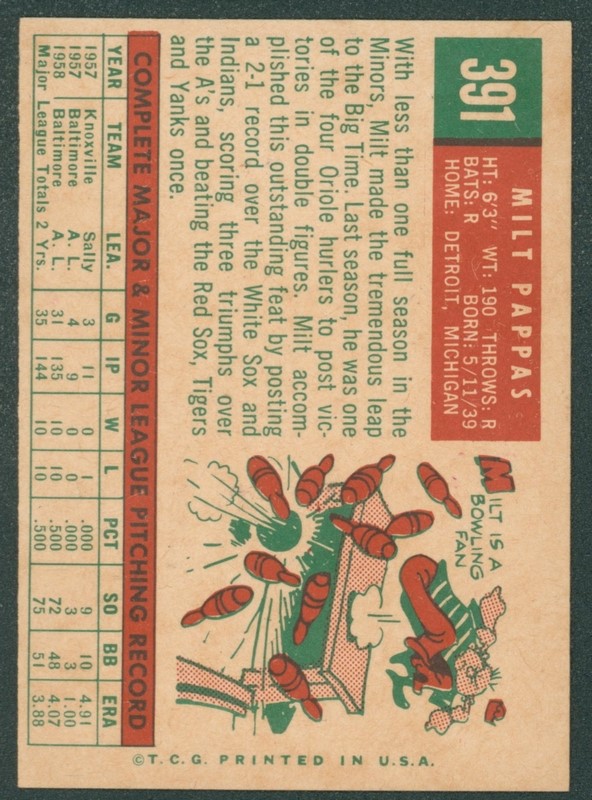 391
MILT PAPPAS
HT: 6'3" WT: 190 THROWS: R
BATS: R BORN: 5/11/39
HOME: DETROIT, MICHIGAN
With less than one full season in the
Minors, Milt made the tremendous leap
to the Big Time. Last season, he was one
of the four Oriole hurlers to post vic-
tories in double figures. Milt accom-
plished this outstanding feat by posting
a 2-1 record over the White Sox and
Indians, scoring three triumphs over
the A's and beating the Red Sox, Tigers
and Yanks once.
MILT IS A
BOWLING
FAN
COMPLETE MAJOR & MINOR LEAGUE PITCHING RECORD
YEAR TEAM LEA. G IP W L PCT SO BB ERA
1957 Knoxville Sally 3 11 0 1 .000 9 10 4.91
1957 Baltimore A. L. 4 9 0 0 .000 3 3 1.00
1958 Baltimore A. L. 31 135 10 10 .500 72 48 4.07
Major League Totals 2 Yrs. 35 144 10 10 .500 75 51 3.88
© T.C.G. PRINTED IN U.S.A.